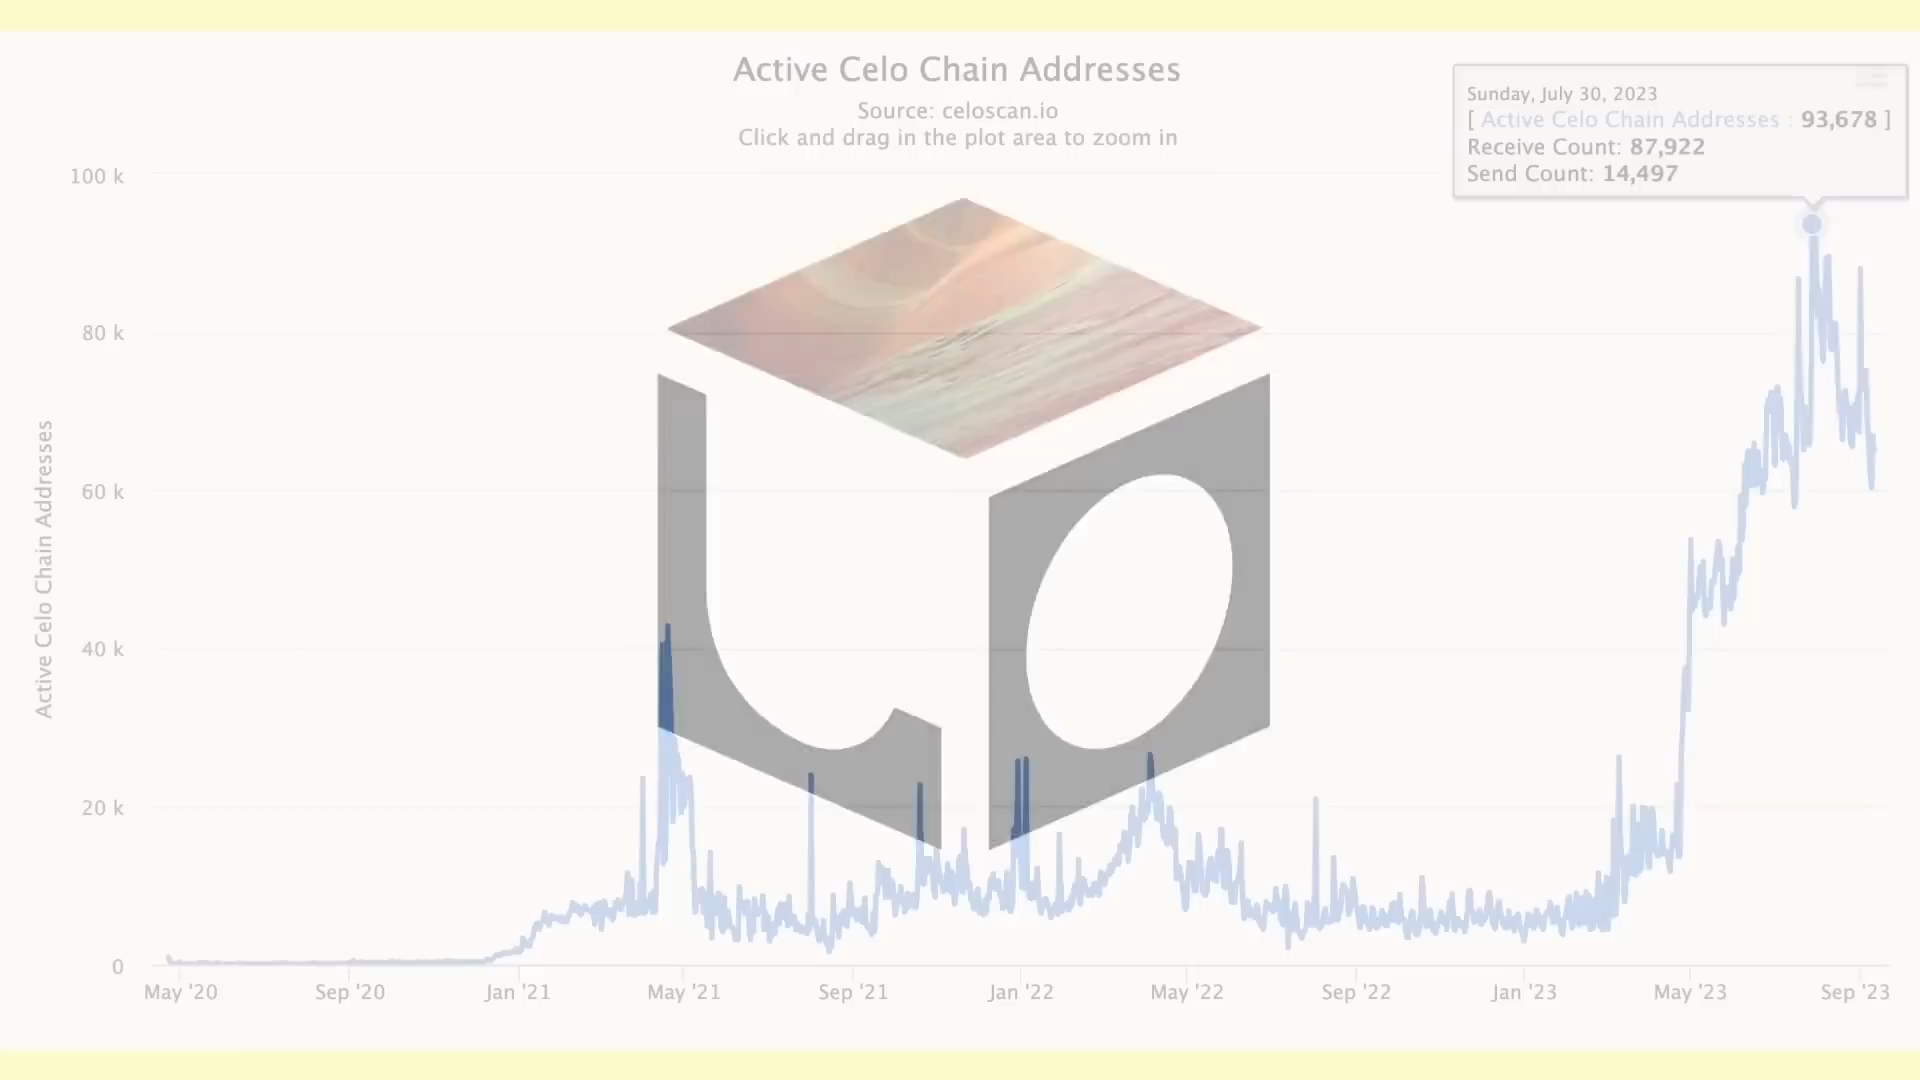 Active Celo Chain Addresses
Source: celoscan.io
Click and drag in the plot area to zoom in
Sunday, July 30, 2023
[ Active Celo Chain Addresses : 93,678 ]
Receive Count: 87,922
Send Count: 14,497
Active Celo Chain Addresses
100 k
80 k
60 k
40 k
20 k
0
May '20
Sep '20
Jan '21
May '21
Sep '21
Jan '22
May '22
Sep '22
Jan '23
May '23
Sep '23